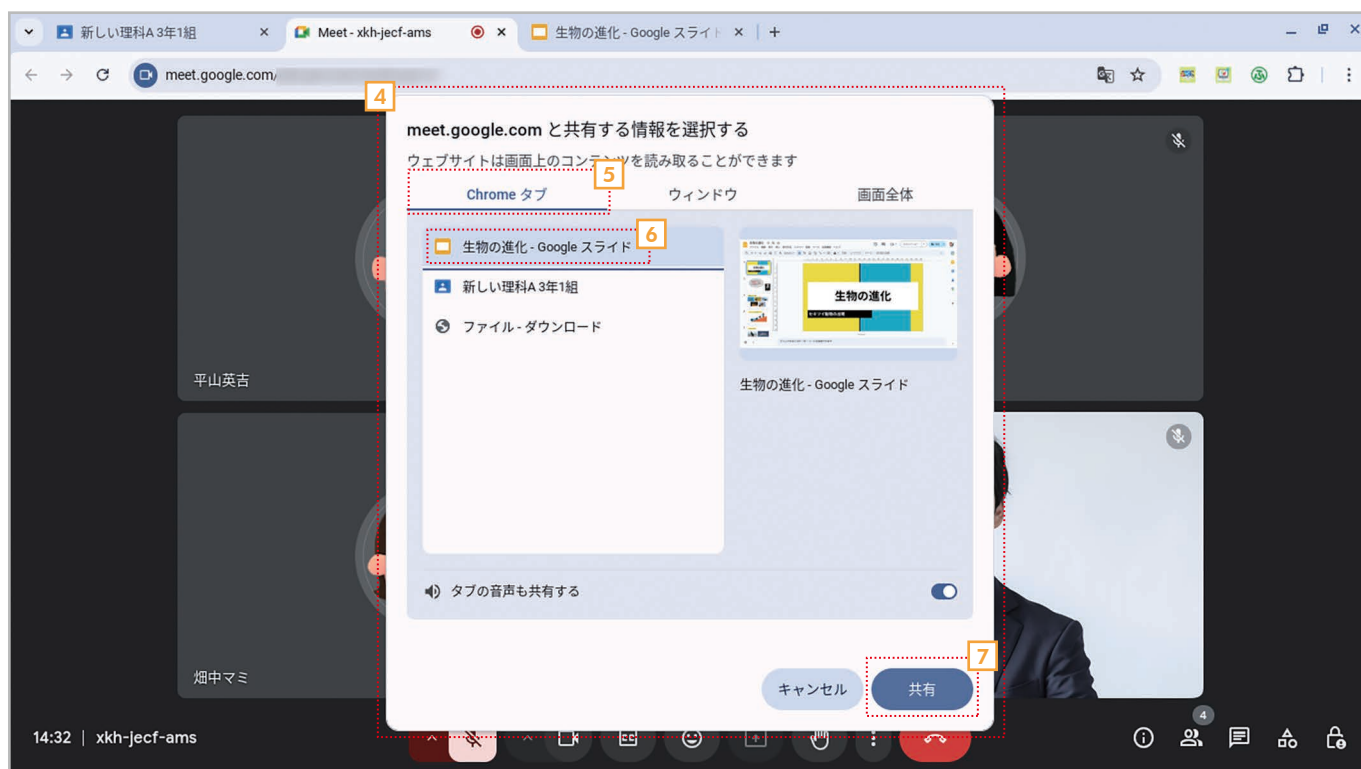 新しい理科A 3年1組
Meet - xkh-jecf-ams
生物の進化 - Google スライド
meet.google.com/
4
meet.google.com と共有する情報を選択する
ウェブサイトは画面上のコンテンツを読み取ることができます
5
Chrome タブ
ウィンドウ
画面全体
6
生物の進化 - Google スライド
新しい理科A 3年1組
ファイル - ダウンロード
生物の進化
生物の進化 - Google スライド
平山英吉
タブの音声も共有する
7
畑中マミ
キャンセル
共有
4
14:32 | xkh-jecf-ams